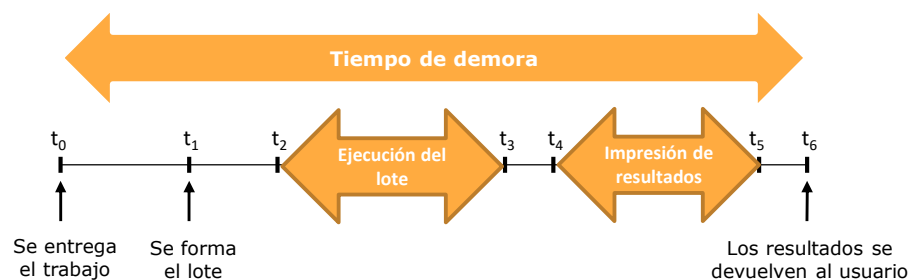 Tiempo de demora
t0 t1 t2 t3 t4 t5 t6
Ejecución del
lote
Impresión de
resultados
Se entrega
el trabajo
Se forma
el lote
Los resultados se
devuelven al usuario